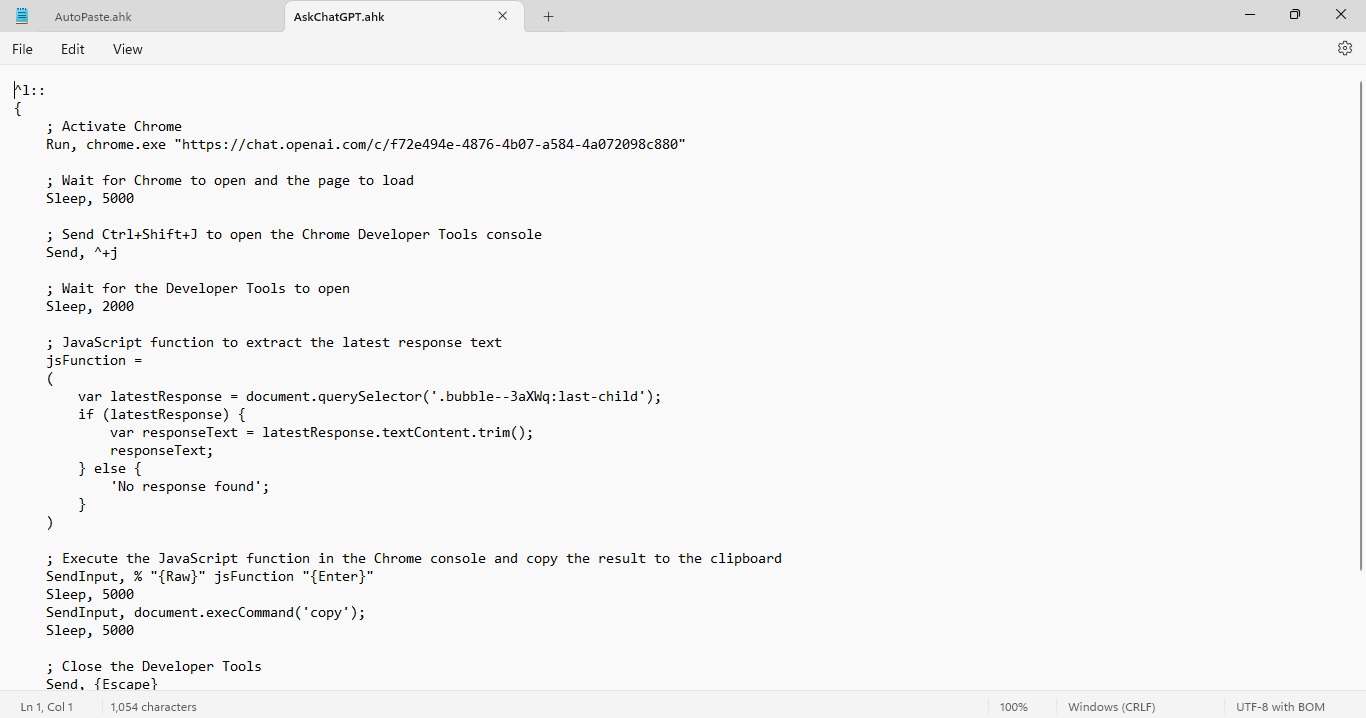 AutoPaste.ahk
AskChatGPT.ahk
File Edit View
^l::
{
; Activate Chrome
Run, chrome.exe "https://chat.openai.com/c/f72e494e-4876-4b07-a584-4a072098c880"
; Wait for Chrome to open and the page to load
Sleep, 5000
; Send Ctrl+Shift+J to open the Chrome Developer Tools console
Send, ^+j
; Wait for the Developer Tools to open
Sleep, 2000
; JavaScript function to extract the latest response text
jsFunction =
(
var latestResponse = document.querySelector('.bubble--3aXWq:last-child');
if (latestResponse) {
var responseText = latestResponse.textContent.trim();
responseText;
} else {
'No response found';
}
)
; Execute the JavaScript function in the Chrome console and copy the result to the clipboard
SendInput, % "{Raw}" jsFunction "{Enter}"
Sleep, 5000
SendInput, document.execCommand('copy');
Sleep, 5000
; Close the Developer Tools
Send, {Escape}
Ln 1, Col 1 1,054 characters 100% Windows (CRLF) UTF-8 with BOM